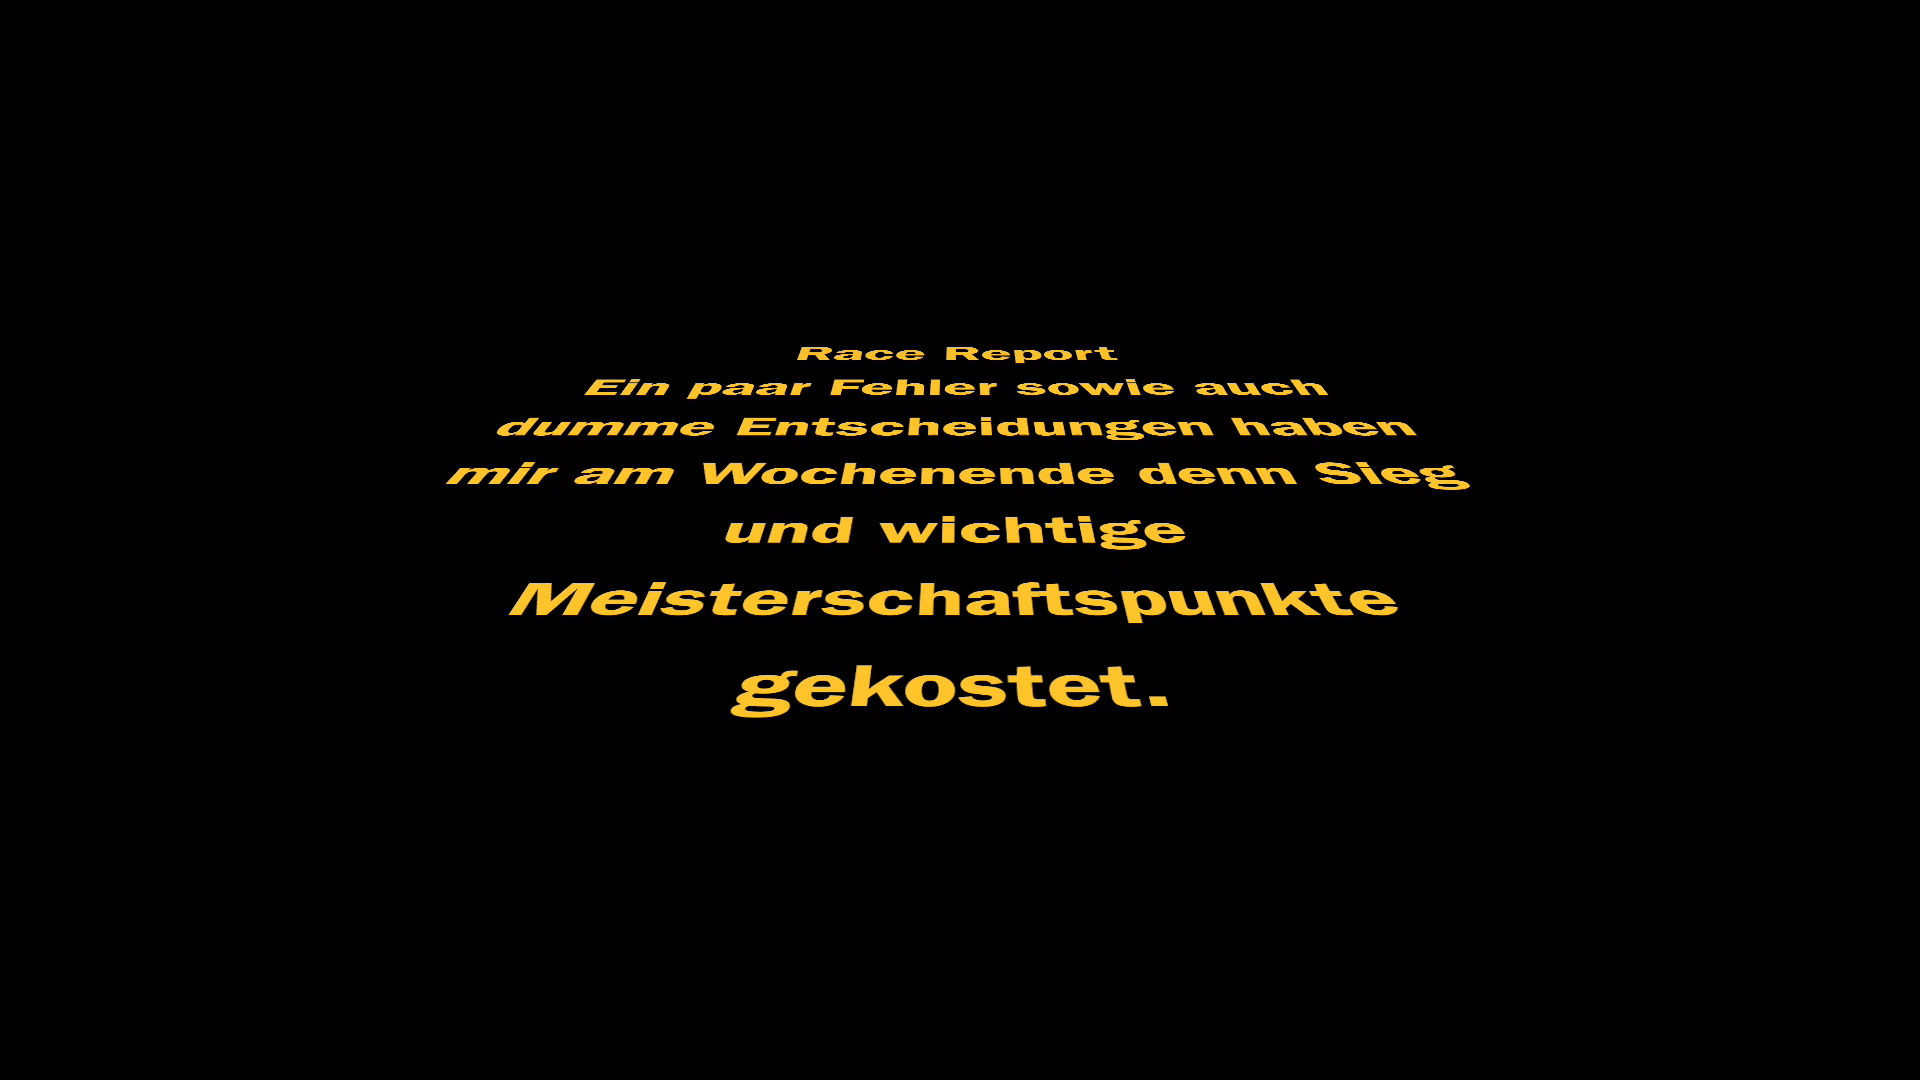 Race Report
Ein paar Fehler sowie auch
dumme Entscheidungen haben
mir am Wochenende denn Sieg
und wichtige
Meisterschaftspunkte
gekostet.